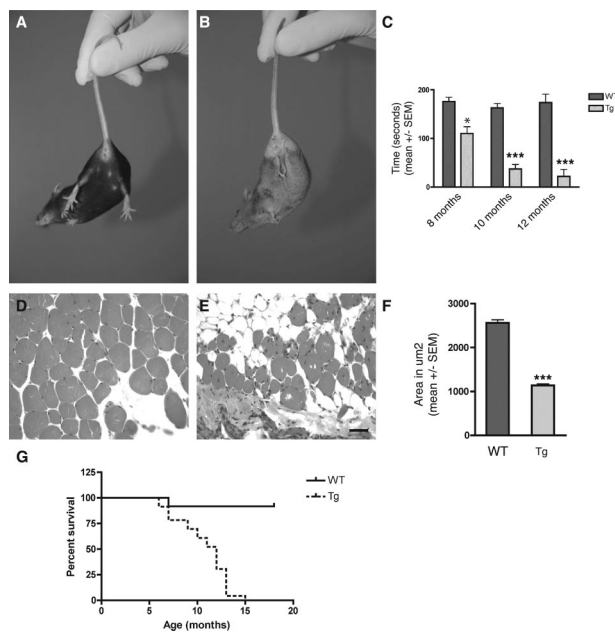 A
B
C
200
100
0
Time (seconds)
(mean +/- SEM)
*
***
***
WT
Tg
8 months
10 months
12 months
D
E
F
3000
2000
1000
0
Area in um2
(mean +/- SEM)
***
WT
Tg
G
125
100
75
50
25
0
Percent survival
0
5
10
15
20
Age (months)
WT
Tg